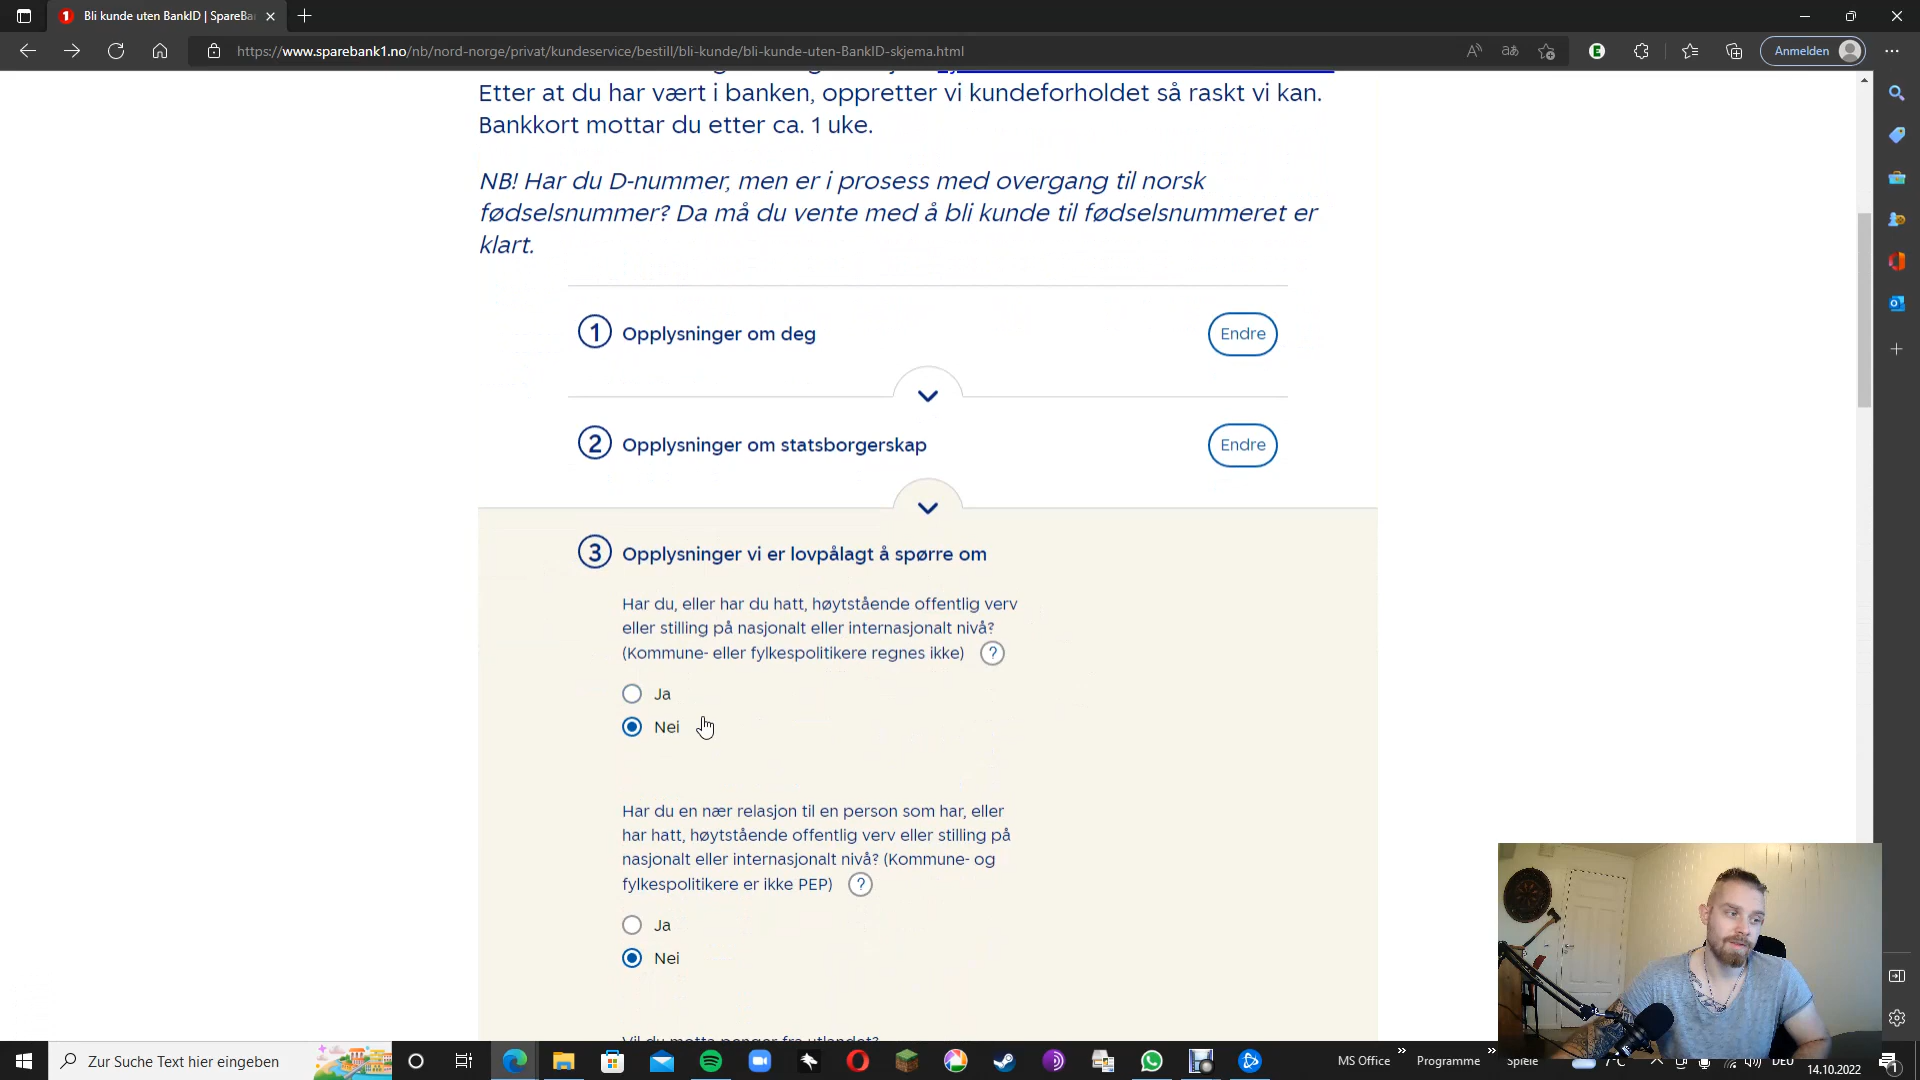 Bli kunde uten BankID | SpareBa
https://www.sparebank1.no/nb/nord-norge/privat/kundeservice/bestill/bli-kunde/bli-kunde-uten-BankID-skjema.html
Anmelden
Etter at du har vært i banken, oppretter vi kundeforholdet så raskt vi kan.
Bankkort mottar du etter ca. 1 uke.
NB! Har du D-nummer, men er i prosess med overgang til norsk
fødselsnummer? Da må du vente med å bli kunde til fødselsnummeret er
klart.
1 Opplysninger om deg Endre
2 Opplysninger om statsborgerskap Endre
3 Opplysninger vi er lovpålagt å spørre om
Har du, eller har du hatt, høytstående offentlig verv
eller stilling på nasjonalt eller internasjonalt nivå?
(Kommune- eller fylkespolitikere regnes ikke) ?
Ja
Nei
Har du en nær relasjon til en person som har, eller
har hatt, høytstående offentlig verv eller stilling på
nasjonalt eller internasjonalt nivå? (Kommune- og
fylkespolitikere er ikke PEP) ?
Ja
Nei
Vil du motta penger fra utlandet?
Zur Suche Text hier eingeben
MS Office » Programme » Spiele
DEU
14.10.2022